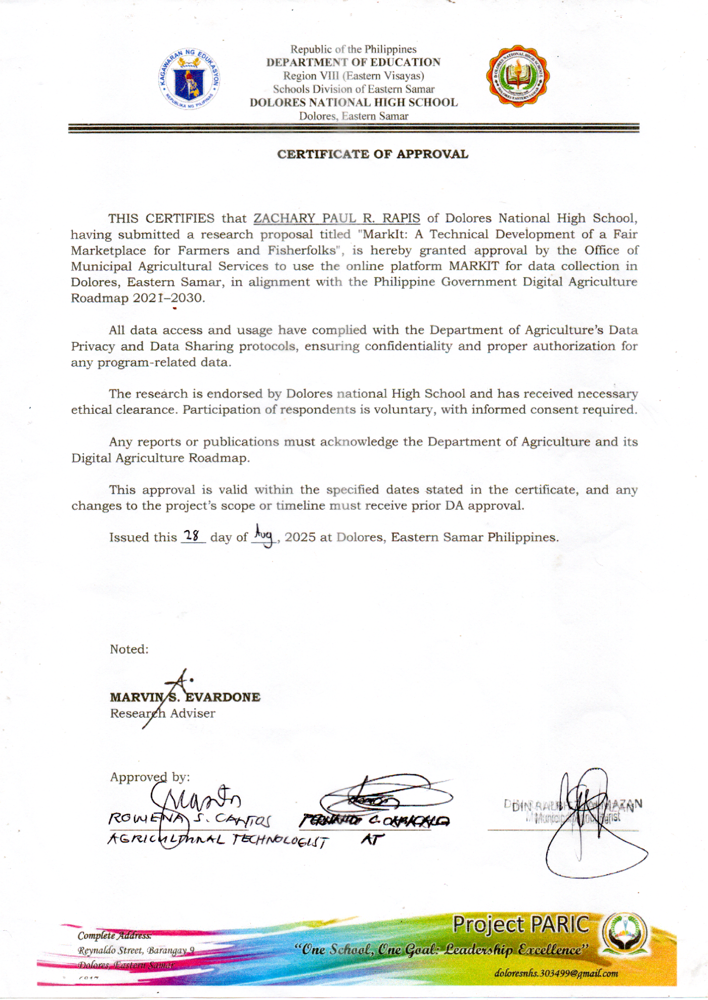 Republic of the Philippines
DEPARTMENT OF EDUCATION
Region VIII (Eastern Visayas)
Schools Division of Eastern Samar
DOLORES NATIONAL HIGH SCHOOL
Dolores, Eastern Samar
KAGAWARAN NG EDUKASYON
REPUBLIKA NG PILIPINAS
DOLORES NATIONAL HIGH SCHOOL
DOLORES EASTERN SAMAR
CERTIFICATE OF APPROVAL
THIS CERTIFIES that ZACHARY PAUL R. RAPIS of Dolores National High School,
having submitted a research proposal titled "MarkIt: A Technical Development of a Fair
Marketplace for Farmers and Fisherfolks", is hereby granted approval by the Office of
Municipal Agricultural Services to use the online platform MARKIT for data collection in
Dolores, Eastern Samar, in alignment with the Philippine Government Digital Agriculture
Roadmap 2021–2030.
All data access and usage have complied with the Department of Agriculture’s Data
Privacy and Data Sharing protocols, ensuring confidentiality and proper authorization for
any program-related data.
The research is endorsed by Dolores national High School and has received necessary
ethical clearance. Participation of respondents is voluntary, with informed consent required.
Any reports or publications must acknowledge the Department of Agriculture and its
Digital Agriculture Roadmap.
This approval is valid within the specified dates stated in the certificate, and any
changes to the project’s scope or timeline must receive prior DA approval.
Issued this 28 day of Aug, 2025 at Dolores, Eastern Samar Philippines.
Noted:
MARVIN S. EVARDONE
Research Adviser
Approved by:
ROWENA S. CANTOS
C.
AGRICULTURAL TECHNOLOGIST
AT
Project PARIC
“One School, One Goal: Leadership Excellence”
doloresnhs.303499@gmail.com
Complete Address:
Reynaldo Street, Barangay 9
Dolores, Eastern Samar